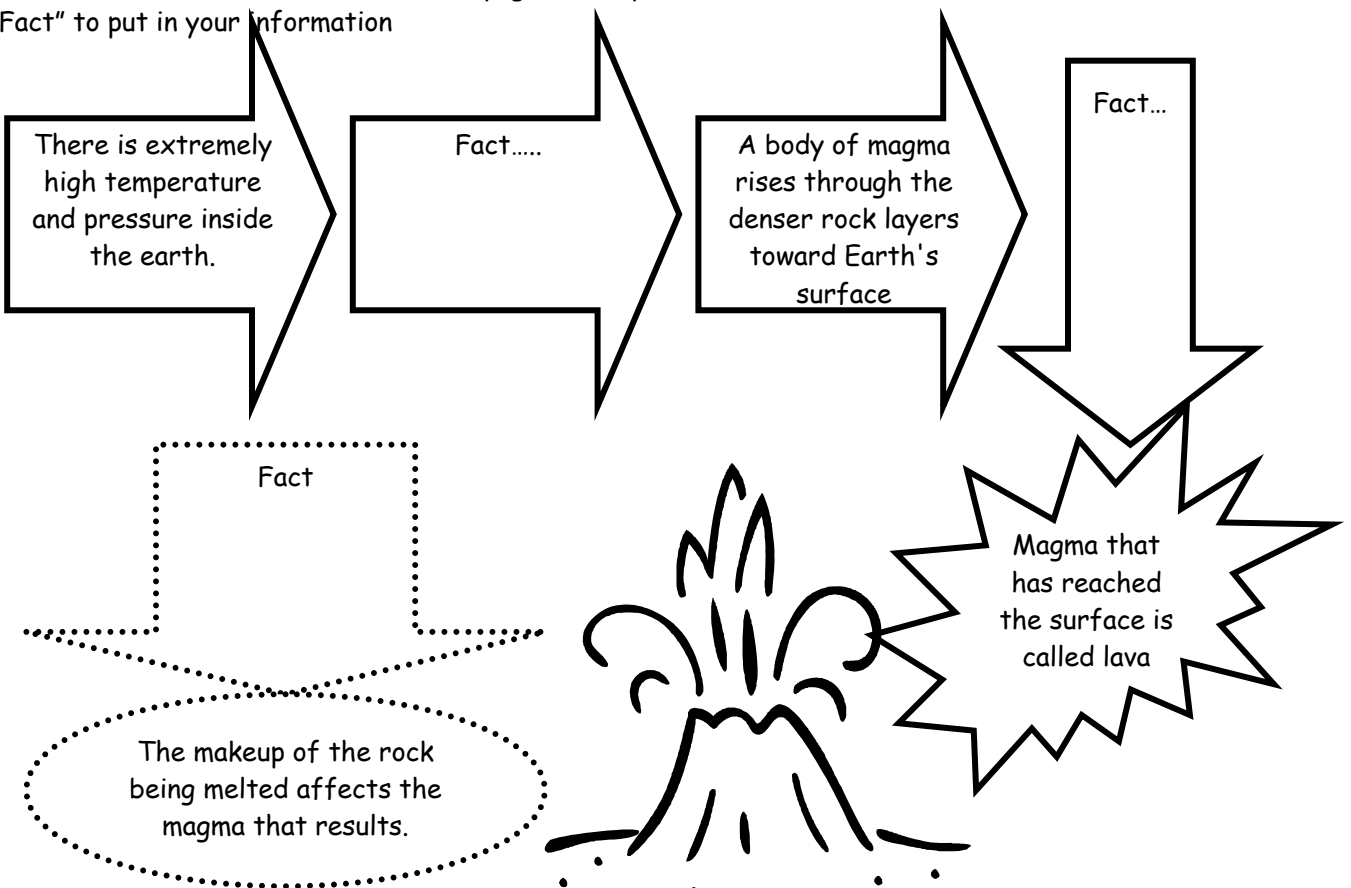 Fact” to put in your information
There is extremely
high temperature
and pressure inside
the earth.
Fact.....
A body of magma
rises through the
denser rock layers
toward Earth's
surface
Fact...
Fact
Magma that
has reached
the surface is
called lava
The makeup of the rock
being melted affects the
magma that results.